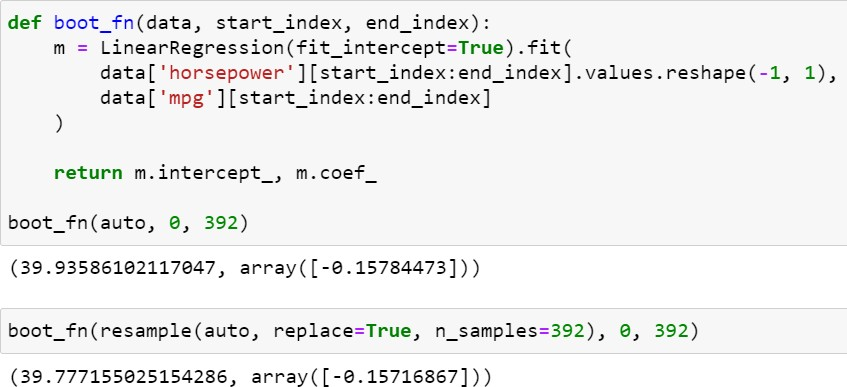 def boot_fn(data, start_index, end_index):
    m = LinearRegression(fit_intercept=True).fit(
        data['horsepower'][start_index:end_index].values.reshape(-1, 1),
        data['mpg'][start_index:end_index]
    )
    return m.intercept_, m.coef_
boot_fn(auto, 0, 392)
(39.93586102117047, array([-0.15784473]))
boot_fn(resample(auto, replace=True, n_samples=392), 0, 392)
(39.777155025154286, array([-0.15716867]))